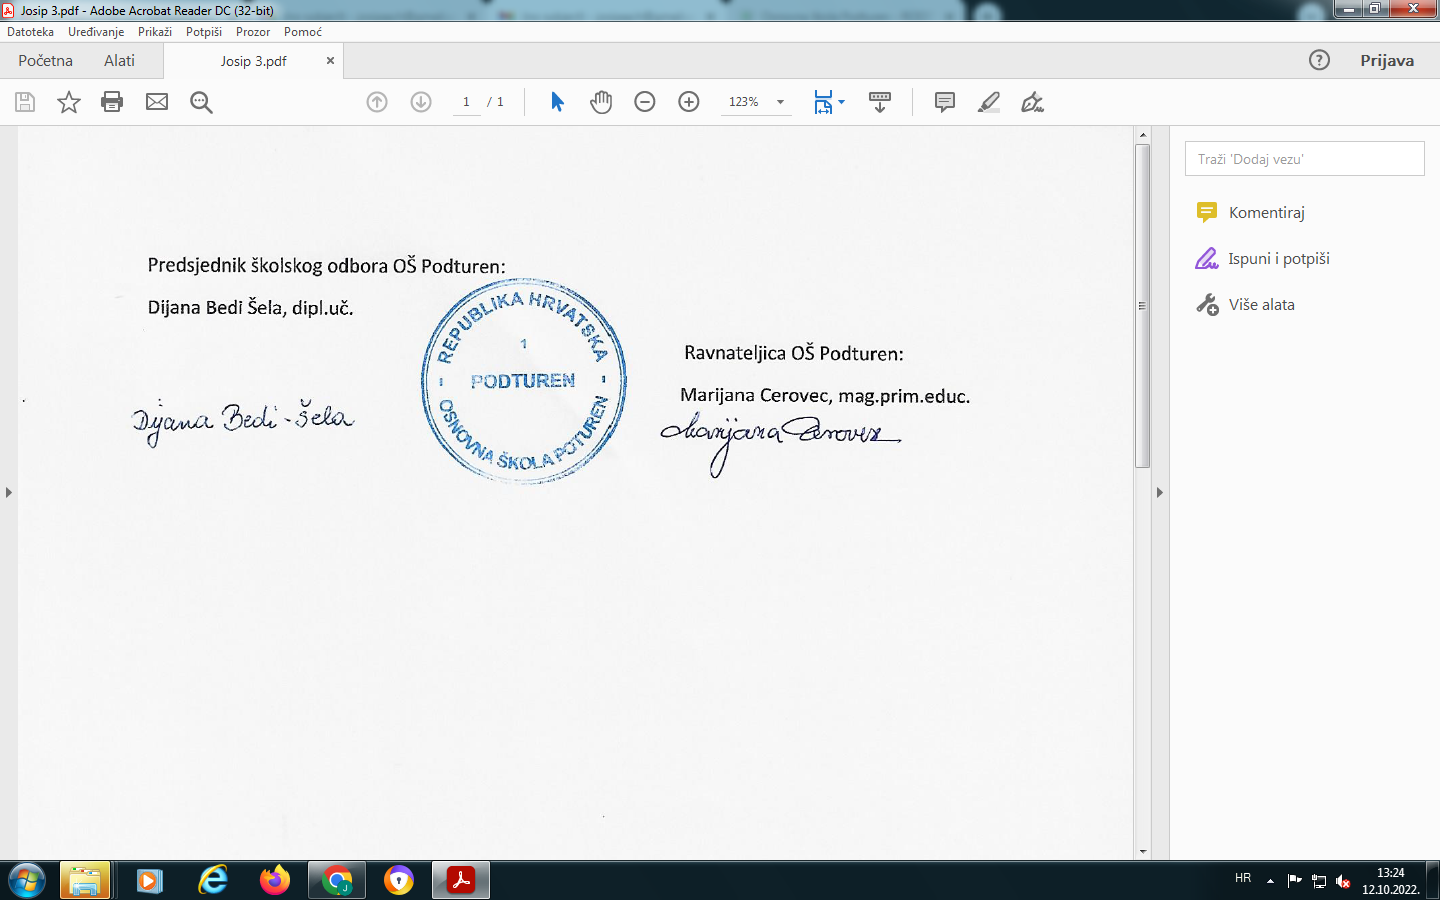 Josip 3.pdf - Adobe Acrobat Reader DC (32-bit)
Datoteka Uređivanje Prikaži Potpiši Prozor Pomoć
Početna Alati Josip 3.pdf × ? Prijava
1 / 1 123%
Traži 'Dodaj vezu'
Komentiraj
Ispuni i potpiši
Više alata
Predsjednik školskog odbora OŠ Podturen:
Dijana Bedi Šela, dipl.uč.
Dijana Bedi-Šela
REPUBLIKA HRVATSKA
1
PODTUREN
OSNOVNA ŠKOLA POTUREN
Ravnateljica OŠ Podturen:
Marijana Cerovec, mag.prim.educ.
Marijana Cerovec
HR 13:24
12.10.2022.